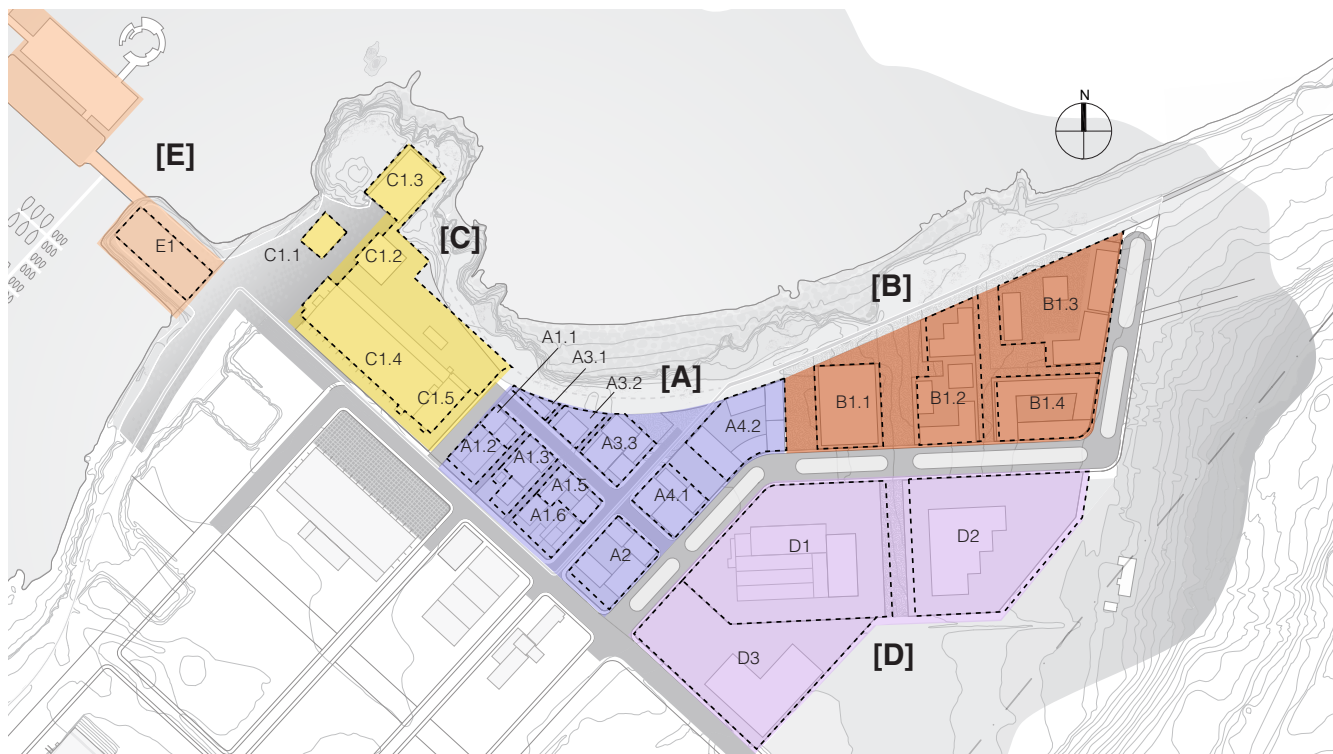 N
[E]
C1.3
E1
[C]
C1.1
C1.2
[B]
B1.3
A1.1
C1.4
A3.1
[A]
A3.2
C1.5
B1.1
B1.2
B1.4
A1.2
A1.3
A3.3
A4.2
A1.5
A4.1
A1.6
A2
D1
D2
D3
[D]